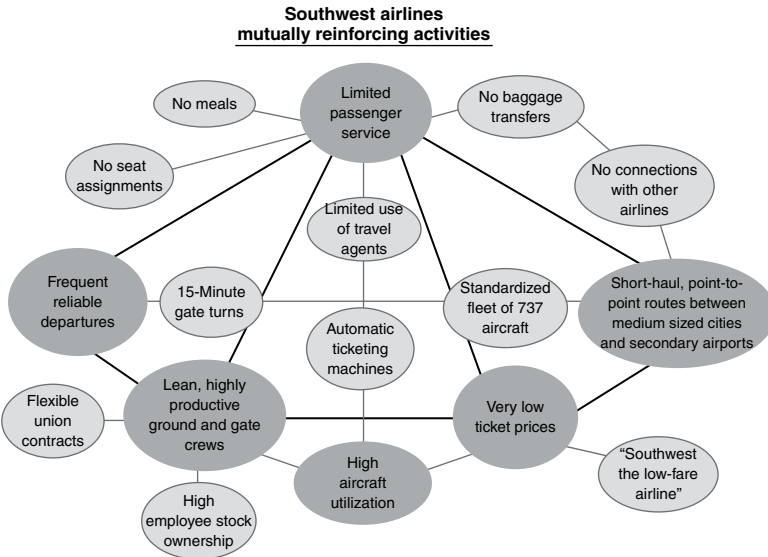 Southwest airlines
mutually reinforcing activities
Limited
passenger
service
No meals
No baggage
transfers
No seat
assignments
No connections
with other
airlines
Limited use
of travel
agents
Frequent
reliable
departures
15-Minute
gate turns
Standardized
fleet of 737
aircraft
Short-haul, point-to-
point routes between
medium sized cities
and secondary airports
Automatic
ticketing
machines
Flexible
union
contracts
Lean, highly
productive
ground and gate
crews
Very low
ticket prices
High
aircraft
utilization
“Southwest
the low-fare
airline”
High
employee stock
ownership